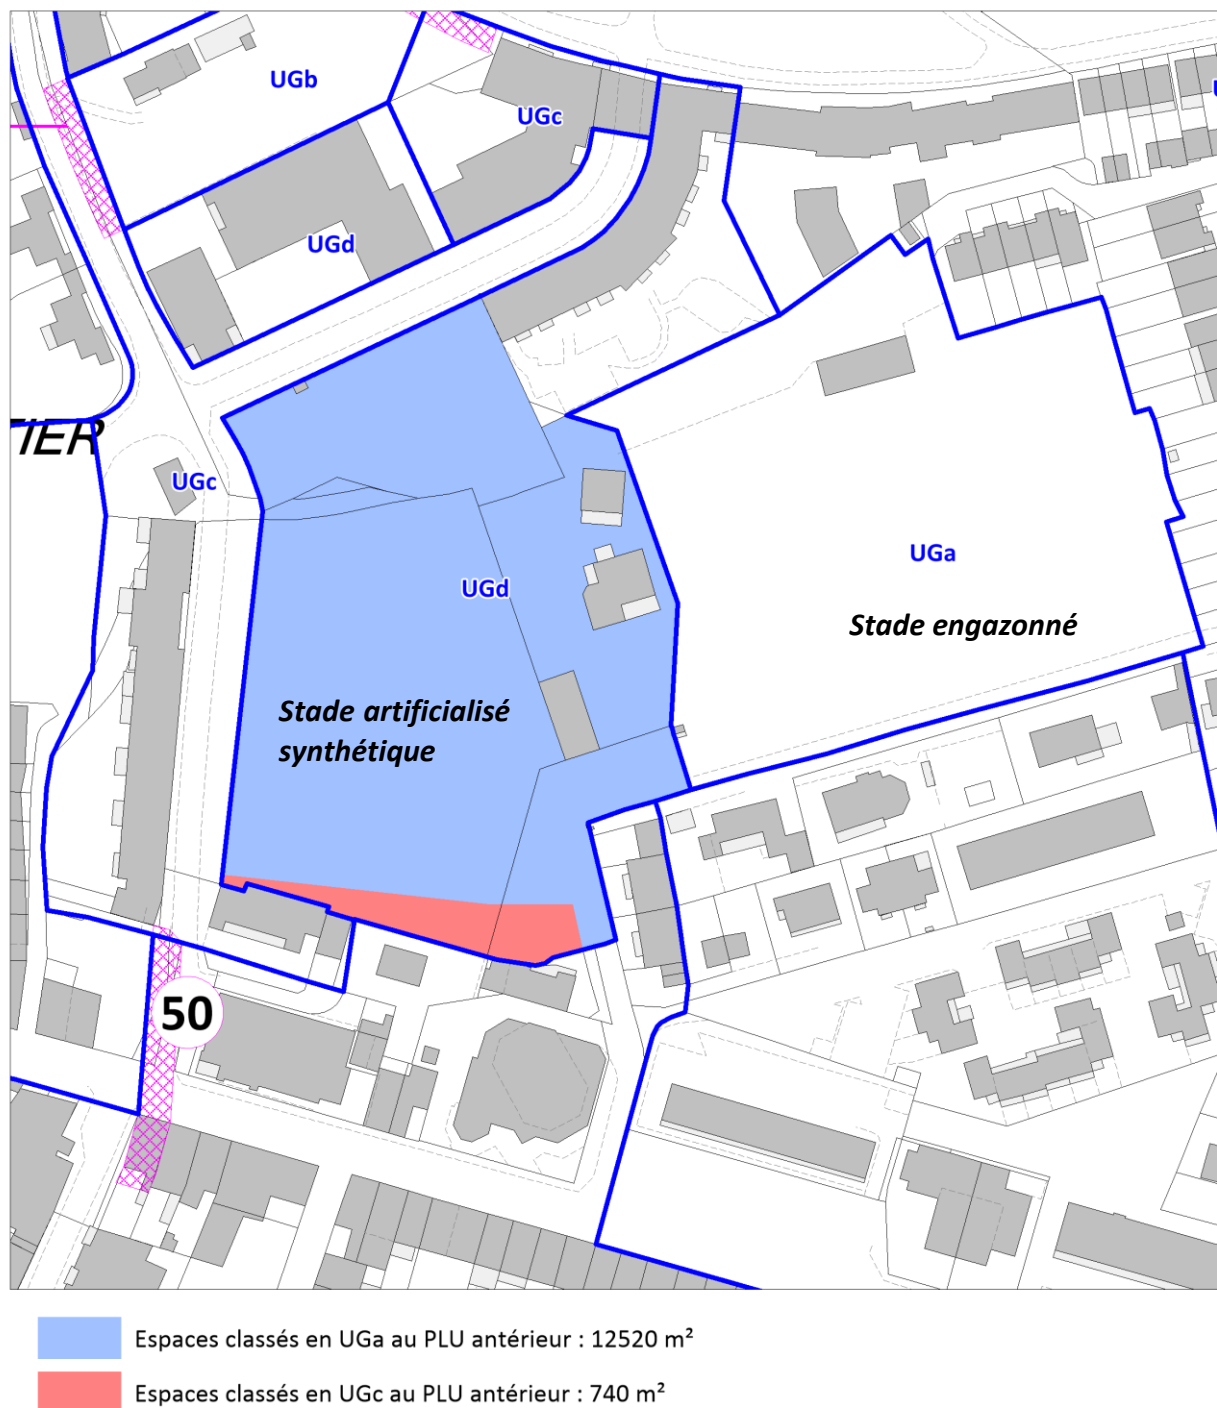 UGb
UGc
UGd
TIER
UGc
UGa
UGd
Stade engazonné
Stade artificialisé
synthétique
50
Espaces classés en UGa au PLU antérieur : 12520 m²
Espaces classés en UGc au PLU antérieur : 740 m²